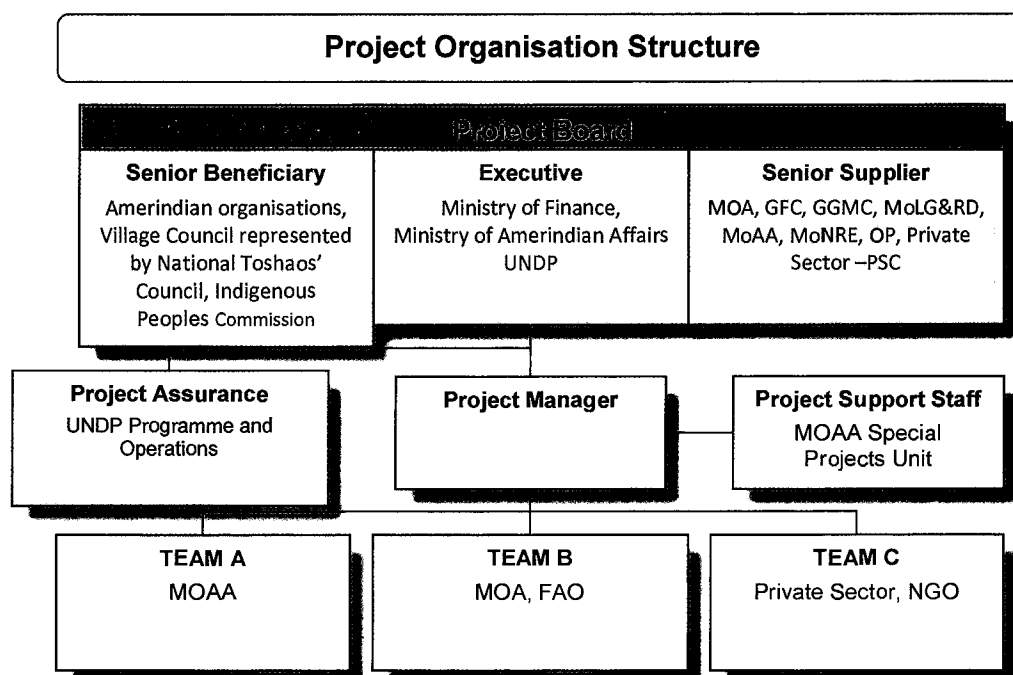 Project Organisation Structure
Project Board
Senior Beneficiary
Amerindian organisations,
Village Council represented
by National Toshaos'
Council, Indigenous
Peoples Commission
Executive
Ministry of Finance,
Ministry of Amerindian Affairs
UNDP
Senior Supplier
MOA, GFC, GGMC, MoLG&RD,
MoAA, MoNRE, OP, Private
Sector –PSC
Project Assurance
UNDP Programme and
Operations
Project Manager
Project Support Staff
MOAA Special
Projects Unit
TEAM A
MOAA
TEAM B
MOA, FAO
TEAM C
Private Sector, NGO